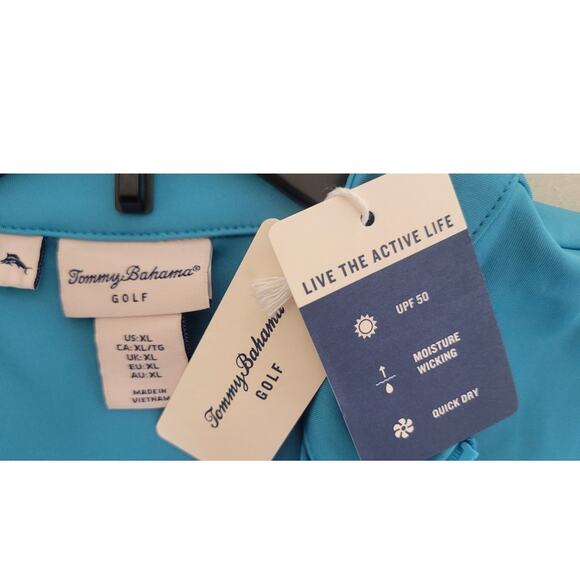 Tommy Bahama®
GOLF
US:XL
CA:XL/TG
UK:XL
EU:XL
AU:XL
MADE IN
VIETNAM
Tommy Bahama
GOLF
LIVE THE ACTIVE LIFE
UPF 50
MOISTURE
WICKING
QUICK DRY